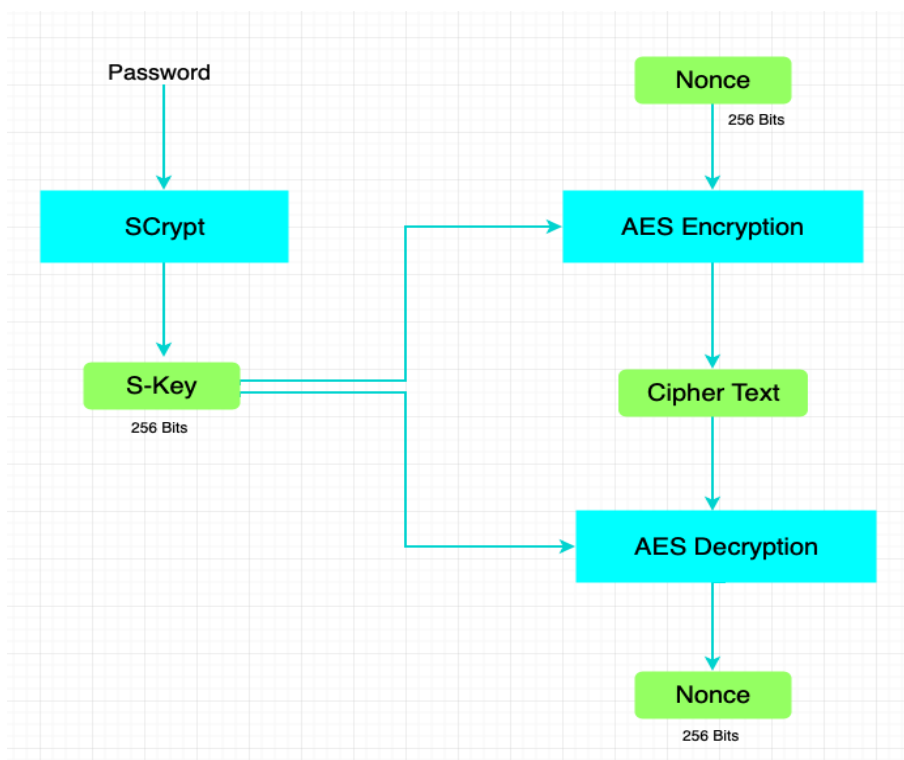 Password
SCrypt
S-Key
256 Bits
Nonce
256 Bits
AES Encryption
Cipher Text
AES Decryption
Nonce
256 Bits